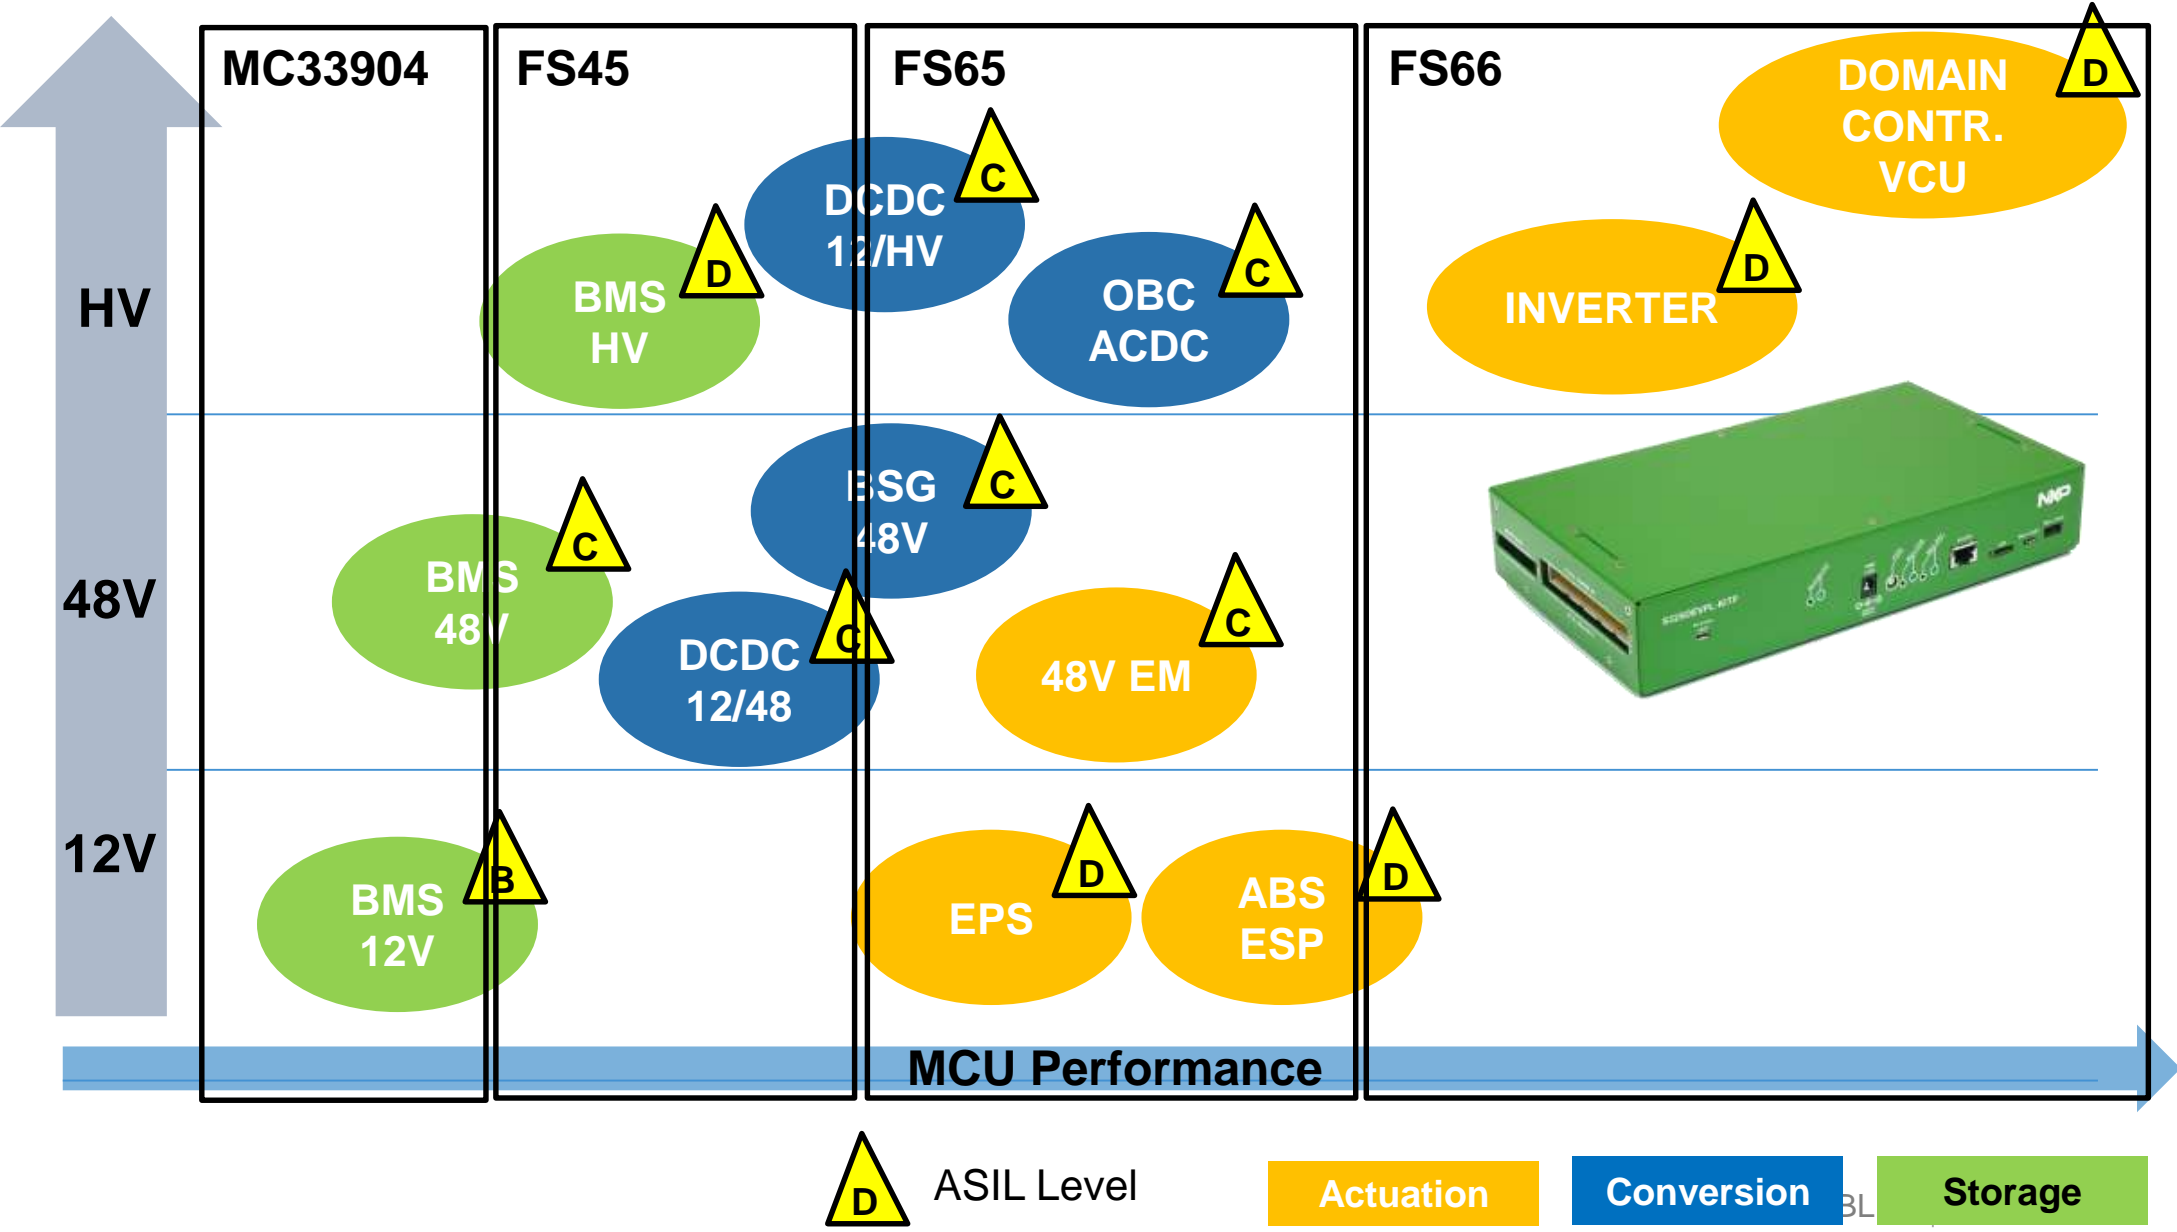 MC33904
FS45
FS65
FS66
D
DOMAIN
CONTR.
VCU
C
DCDC
12/HV
D
BMS
HV
C
OBC
ACDC
D
INVERTER
HV
C
BSG
48V
C
BMS
48V
C
DCDC
12/48
C
48V EM
48V
NXP
B
BMS
12V
D
EPS
D
ABS
ESP
12V
MCU Performance
D
ASIL Level
Actuation
Conversion
BL
Storage